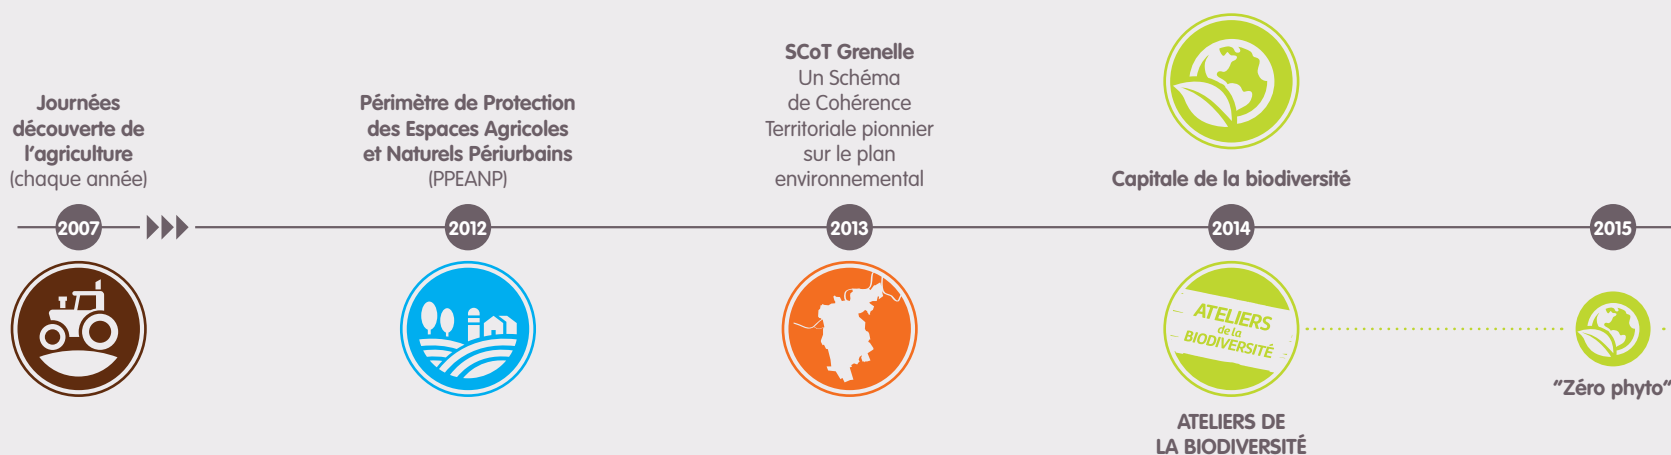 Journées
découverte de
l'agriculture
(chaque année)
2007
Périmètre de Protection
des Espaces Agricoles
et Naturels Périurbains
(PPEANP)
2012
SCoT Grenelle
Un Schéma
de Cohérence
Territoriale pionnier
sur le plan
environnemental
2013
Capitale de la biodiversité
2014
ATELIERS
de la
BIODIVERSITÉ
ATELIERS DE
LA BIODIVERSITÉ
2015
"Zéro phyto"